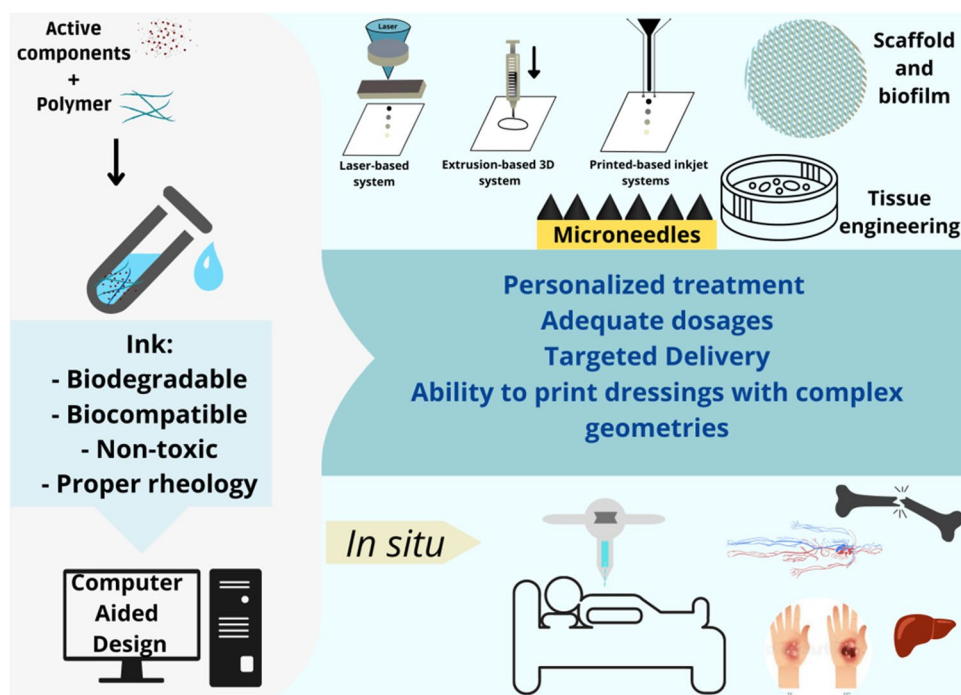 Active
components
+
Polymer
Ink:
- Biodegradable
- Biocompatible
- Non-toxic
- Proper rheology
Computer
Aided
Design
Laser
Laser-based
system
Extrusion-based 3D
system
Printed-based inkjet
systems
Scaffold
and
biofilm
Microneedles
Tissue
engineering
Personalized treatment
Adequate dosages
Targeted Delivery
Ability to print dressings with complex
geometries
In situ